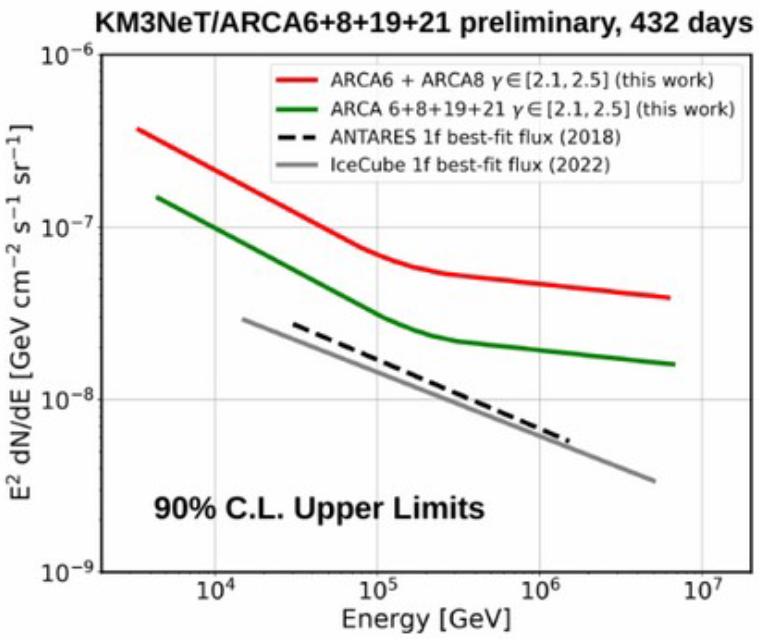 KM3NeT/ARCA6+8+19+21 preliminary, 432 days
ARCA6 + ARCA8 γ∈[2.1, 2.5] (this work)
ARCA 6+8+19+21 γ∈[2.1, 2.5] (this work)
ANTARES 1f best-fit flux (2018)
IceCube 1f best-fit flux (2022)
E² dN/dE [GeV cm⁻² s⁻¹ sr⁻¹]
10⁻⁶
10⁻⁷
10⁻⁸
10⁻⁹
90% C.L. Upper Limits
10⁴ 10⁵ 10⁶ 10⁷
Energy [GeV]